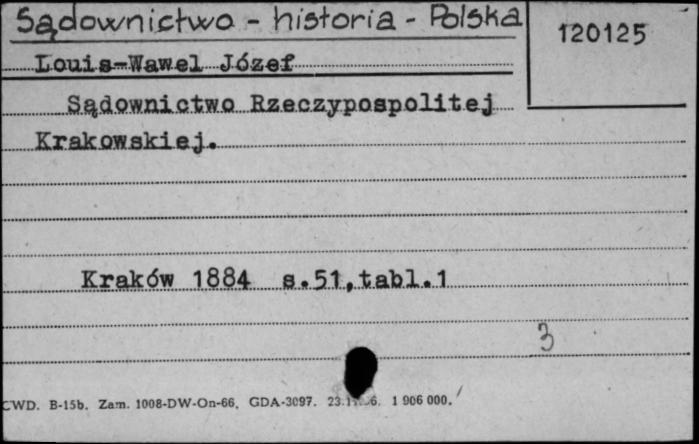 Sądownictwo - historia - Polska
120125
Louis-Wawel Józef
Sądownictwo Rzeczypospolitej
Krakowskiej.
Kraków 1884 s.51,tabl.1
3
CWD. B-15b. Zam. 1008-DW-On-66, GDA-3097. 1 906 000.